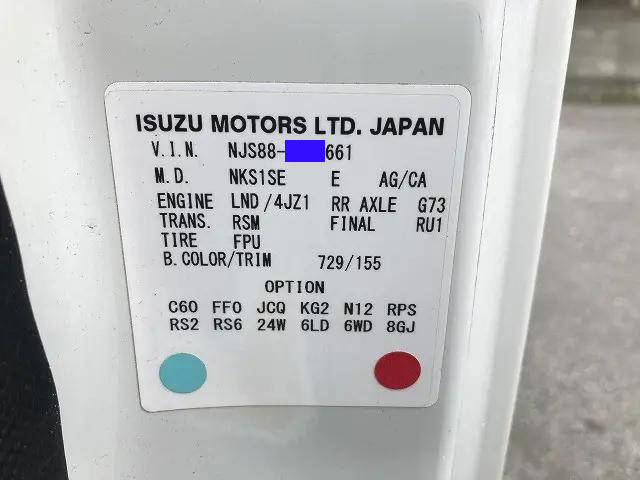 ISUZU MOTORS LTD. JAPAN
V.I.N. NJS88- 661
M.D. NKS1SE E AG/CA
ENGINE LND/4JZ1 RR AXLE G73
TRANS. RSM FINAL RU1
TIRE FPU
B.COLOR/TRIM 729/155
OPTION
C60 FF0 JCQ KG2 N12 RPS
RS2 RS6 24W 6LD 6WD 8GJ